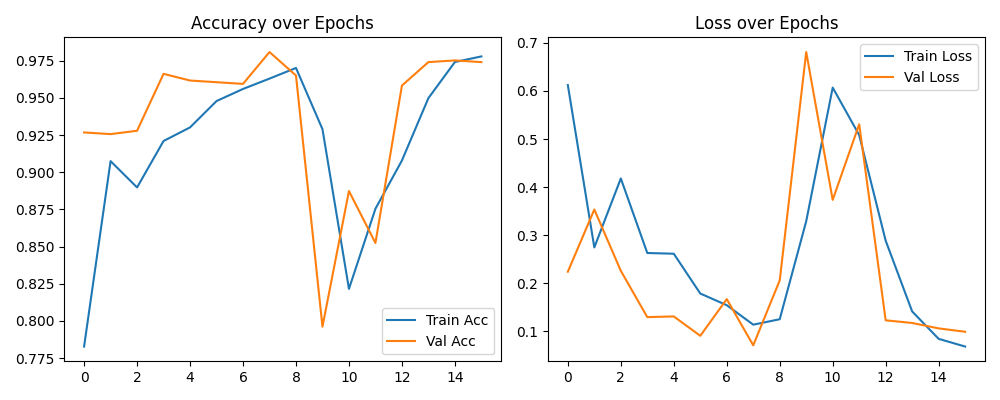 Accuracy over Epochs
0.975
0.950
0.925
0.900
0.875
0.850
0.825
0.800
0.775
0 2 4 6 8 10 12 14
Train Acc
Val Acc
Loss over Epochs
0.7
0.6
0.5
0.4
0.3
0.2
0.1
0 2 4 6 8 10 12 14
Train Loss
Val Loss